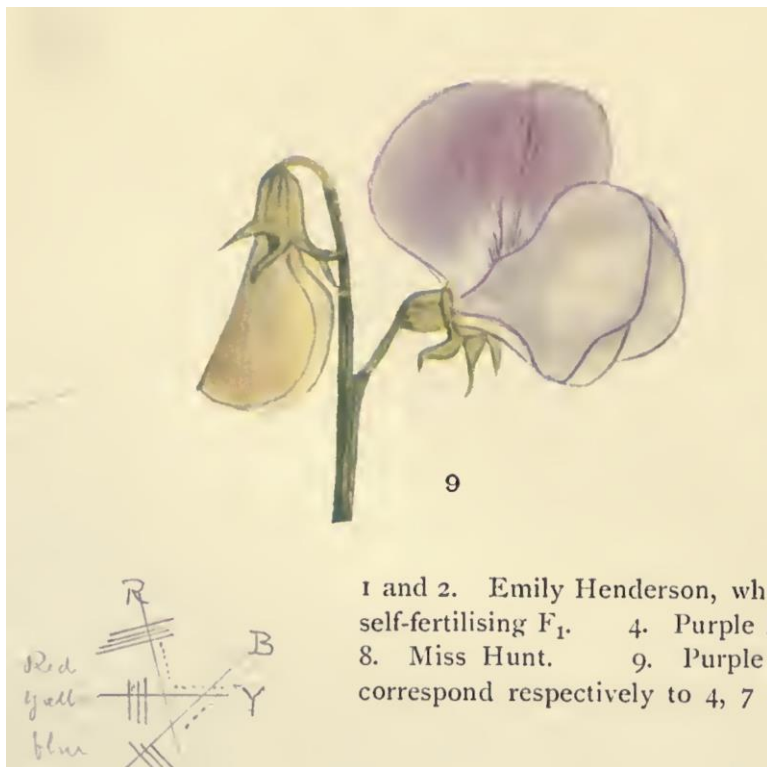 9
1 and 2. Emily Henderson, wh
self-fertilising F₁. 4. Purple
8. Miss Hunt. 9. Purple
correspond respectively to 4, 7
R
B
Red
Y
Yell
blue